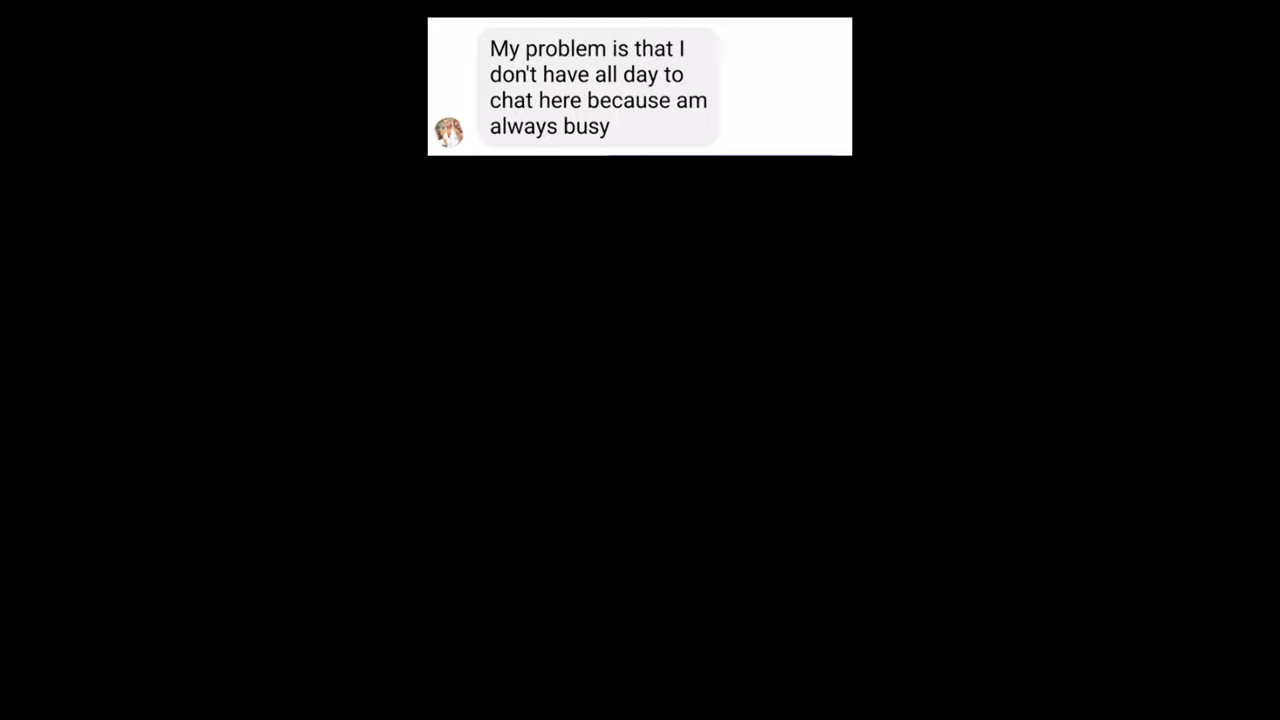 My problem is that I
don't have all day to
chat here because am
always busy